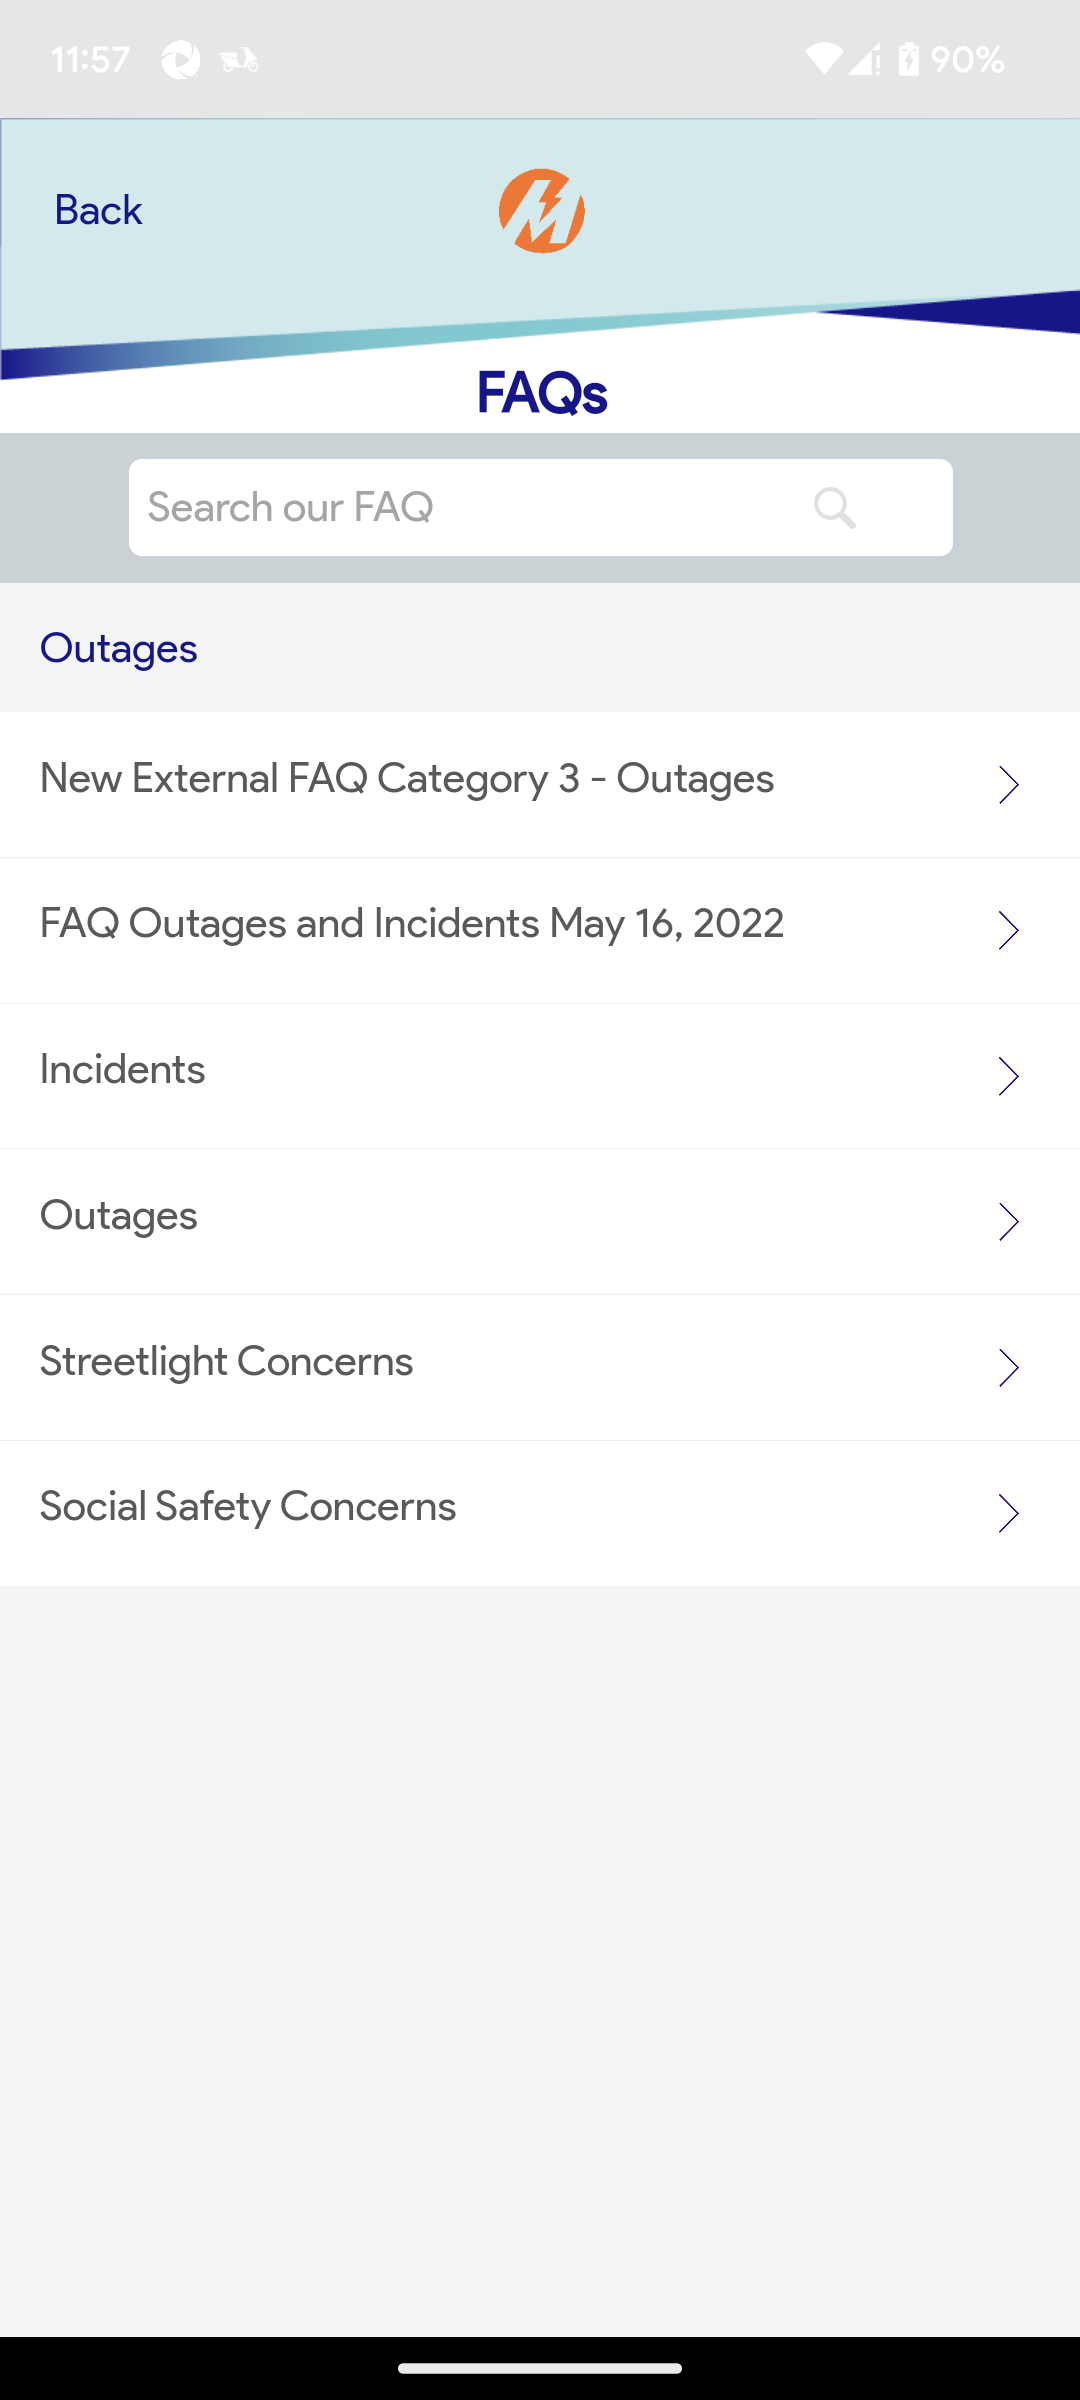 11:57
90%
Back
FAQs
Search our FAQ
Outages
New External FAQ Category 3 - Outages
FAQ Outages and Incidents May 16, 2022
Incidents
Outages
Streetlight Concerns
Social Safety Concerns